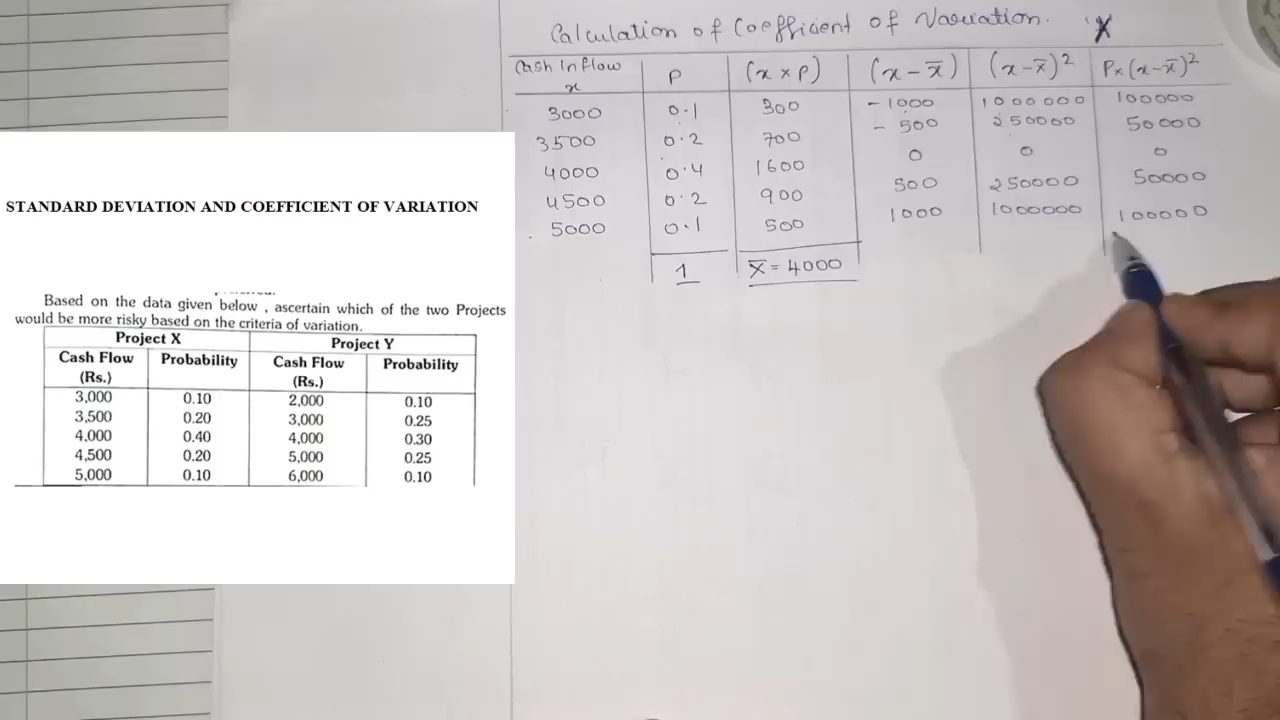 Calculation of Coefficient of Variation. X
Cash Inflow x P (x × P) (x - x̄) (x - x̄)² P×(x - x̄)²
3000 0.1 300 - 1000 1000000 100000
3500 0.2 700 - 500 250000 50000
4000 0.4 1600 0 0 0
4500 0.2 900 500 250000 50000
5000 0.1 500 1000 1000000 100000
1 x̄ = 4000
STANDARD DEVIATION AND COEFFICIENT OF VARIATION
Based on the data given below , ascertain which of the two Projects
would be more risky based on the criteria of variation.
Project X Project Y
Cash Flow (Rs.) Probability Cash Flow (Rs.) Probability
3,000 0.10 2,000 0.10
3,500 0.20 3,000 0.25
4,000 0.40 4,000 0.30
4,500 0.20 5,000 0.25
5,000 0.10 6,000 0.10